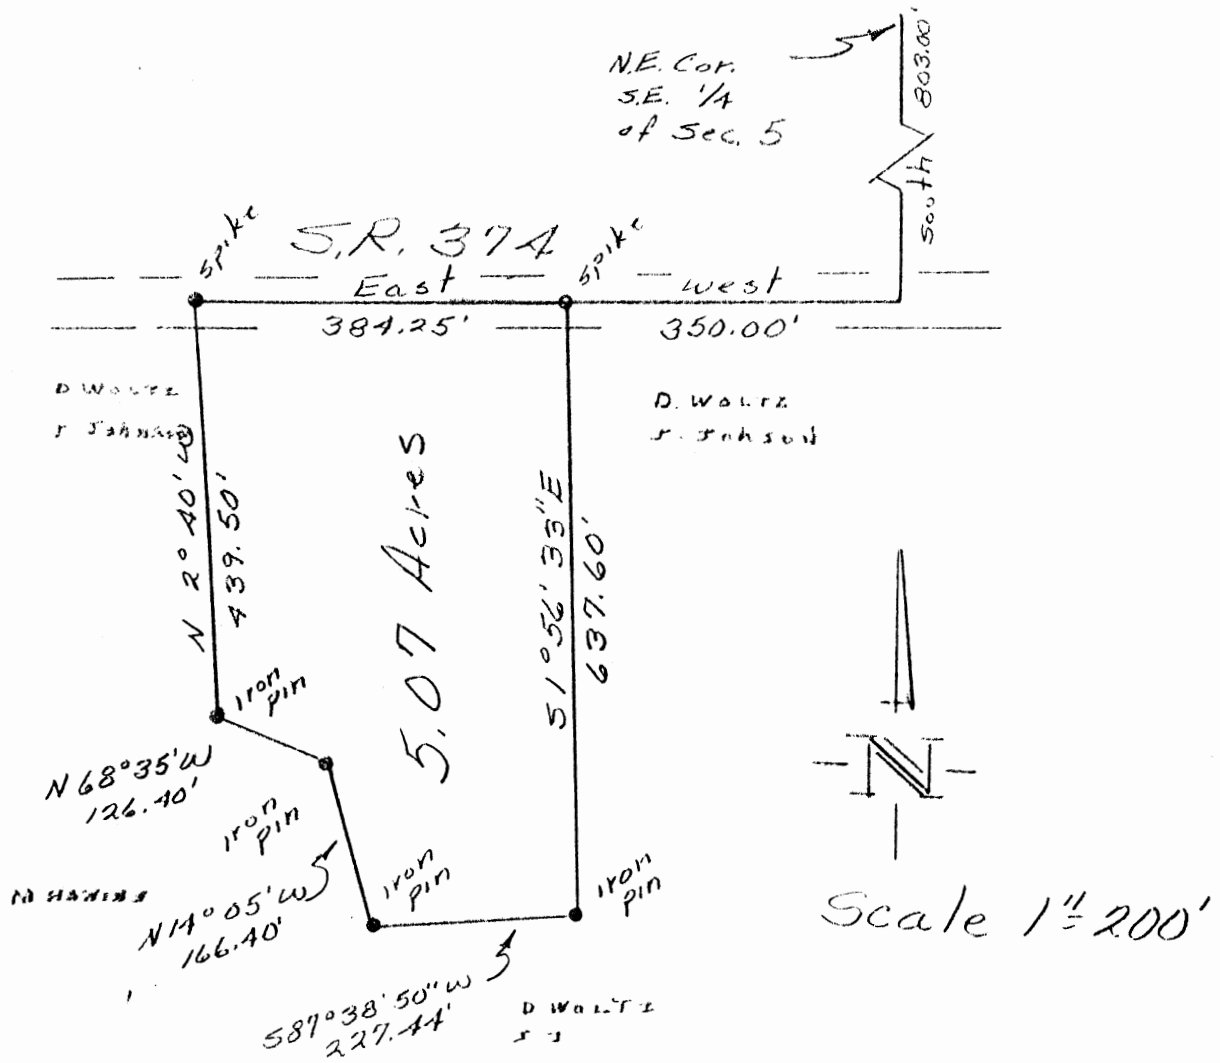 N.E. Cor.
S.E. 1/4
of Sec. 5
South 803.00'
Spike
S.R. 374
Spike
East
West
384.25'
350.00'
D WALTZ
D. WALTZ
J. JOHSON
N 2° 40' W
439.50'
5.07 Acres
S 1° 56' 33" E
637.60'
Iron
pin
N 68° 35' W
126.40'
Iron
pin
Iron
pin
Iron
pin
N 14° 05' W
166.40'
N
Scale 1"=200'
S 87° 38' 50" W
227.44'
D WALTZ